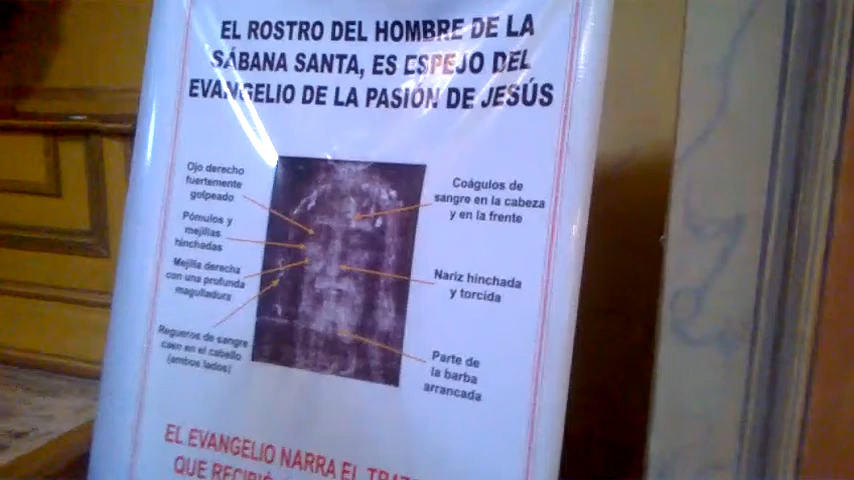 EL ROSTRO DEL HOMBRE DE LA
SÁBANA SANTA, ES ESPEJO DEL
EVANGELIO DE LA PASIÓN DE JESÚS
Ojo derecho
fuertemente
golpeado
Pómulos y
mejillas
hinchadas
Mejilla derecha
con una profunda
magulladura
Regueros de sangre
caen en el cabello
(ambos lados)
Coágulos de
sangre en la cabeza
y en la frente
Nariz hinchada
y torcida
Parte de
la barba
arrancada
EL EVANGELIO NARRA EL
QUE RECIBIÓ